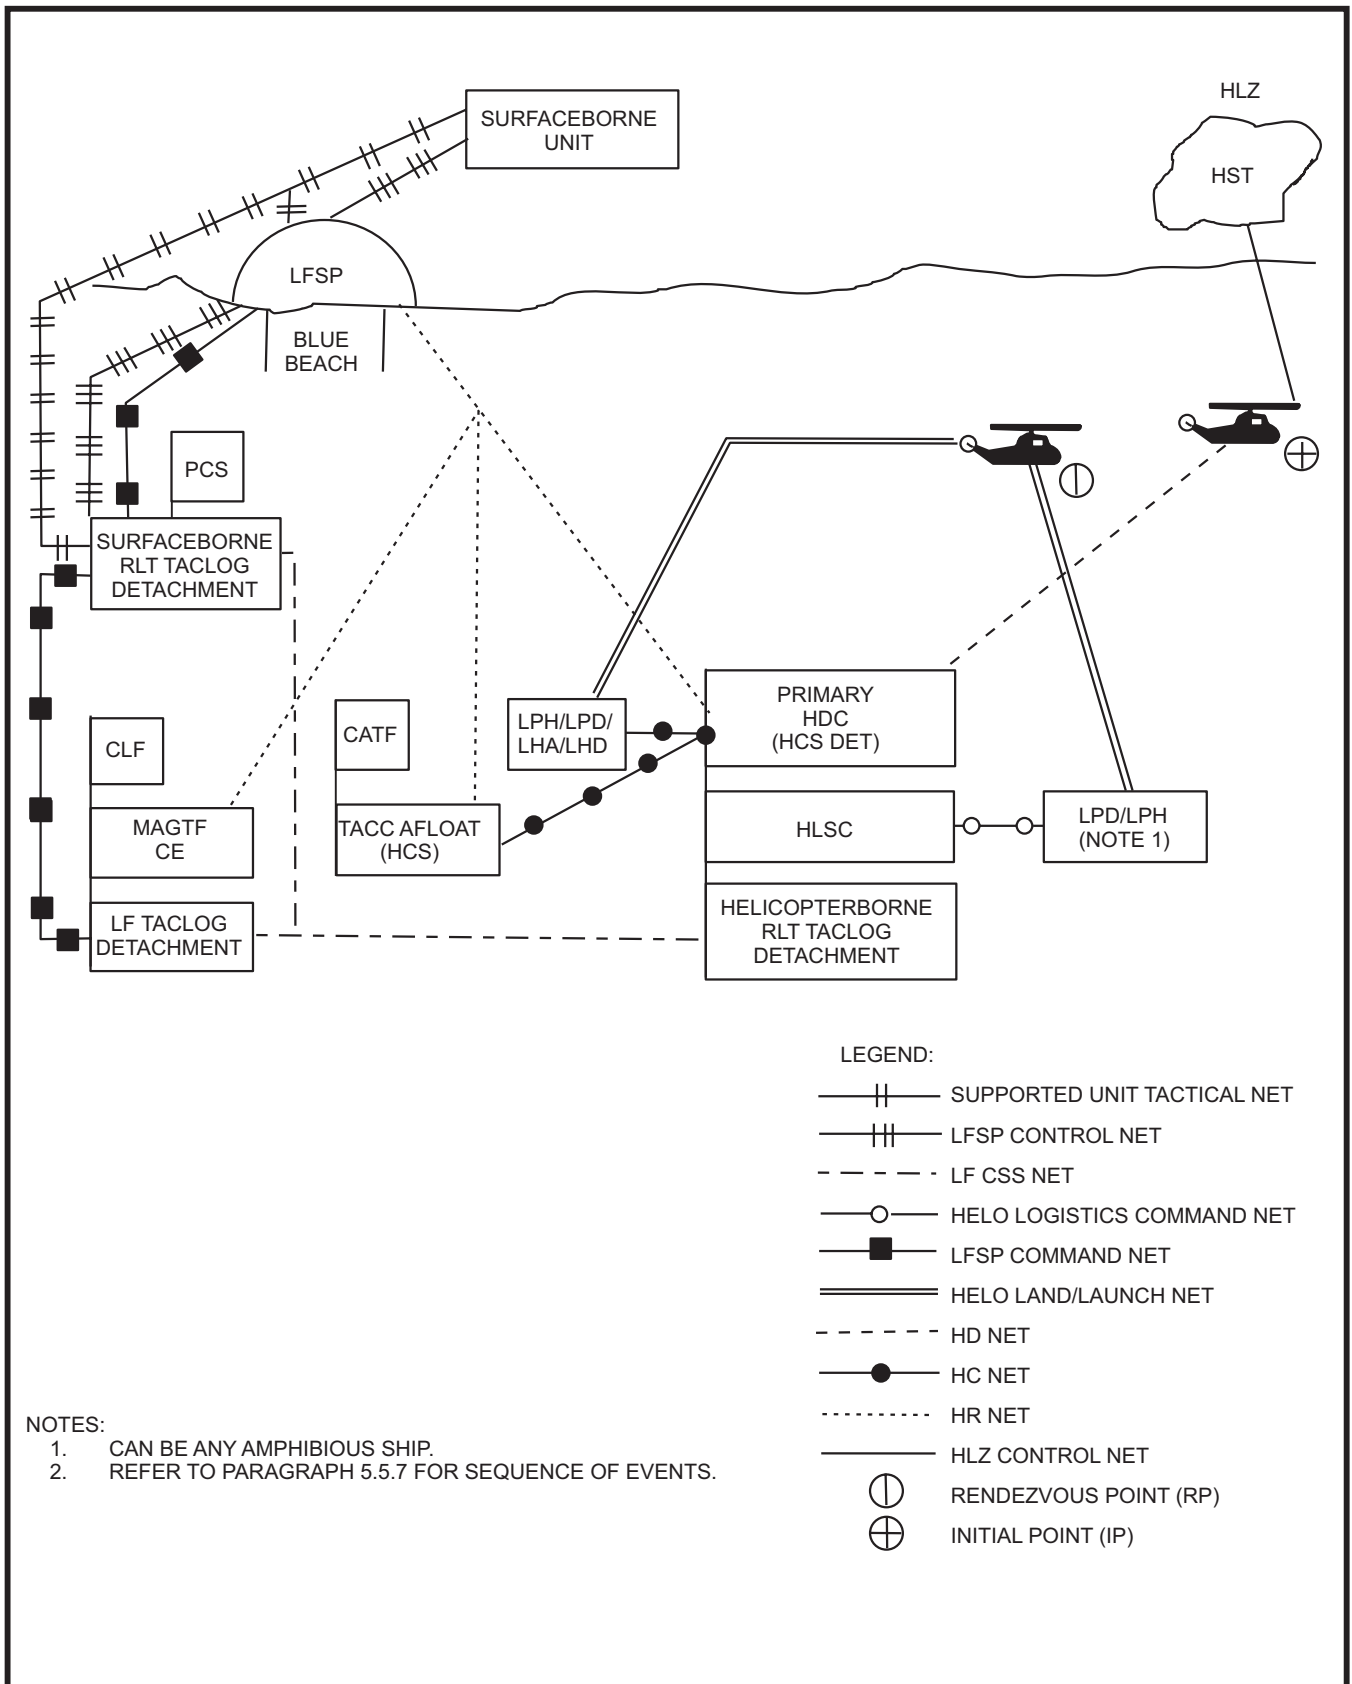 HLZ
SURFACEBORNE
UNIT
HST
LFSP
BLUE
BEACH
PCS
SURFACEBORNE
RLT TACLOG
DETACHMENT
CLF
MAGTF
CE
LF TACLOG
DETACHMENT
CATF
TACC AFLOAT
(HCS)
LPH/LPD/
LHA/LHD
PRIMARY
HDC
(HCS DET)
HLSC
LPD/LPH
(NOTE 1)
HELICOPTERBORNE
RLT TACLOG
DETACHMENT
LEGEND:
SUPPORTED UNIT TACTICAL NET
LFSP CONTROL NET
LF CSS NET
HELO LOGISTICS COMMAND NET
LFSP COMMAND NET
HELO LAND/LAUNCH NET
HD NET
HC NET
HR NET
HLZ CONTROL NET
RENDEZVOUS POINT (RP)
INITIAL POINT (IP)
NOTES:
1. CAN BE ANY AMPHIBIOUS SHIP.
2. REFER TO PARAGRAPH 5.5.7 FOR SEQUENCE OF EVENTS.